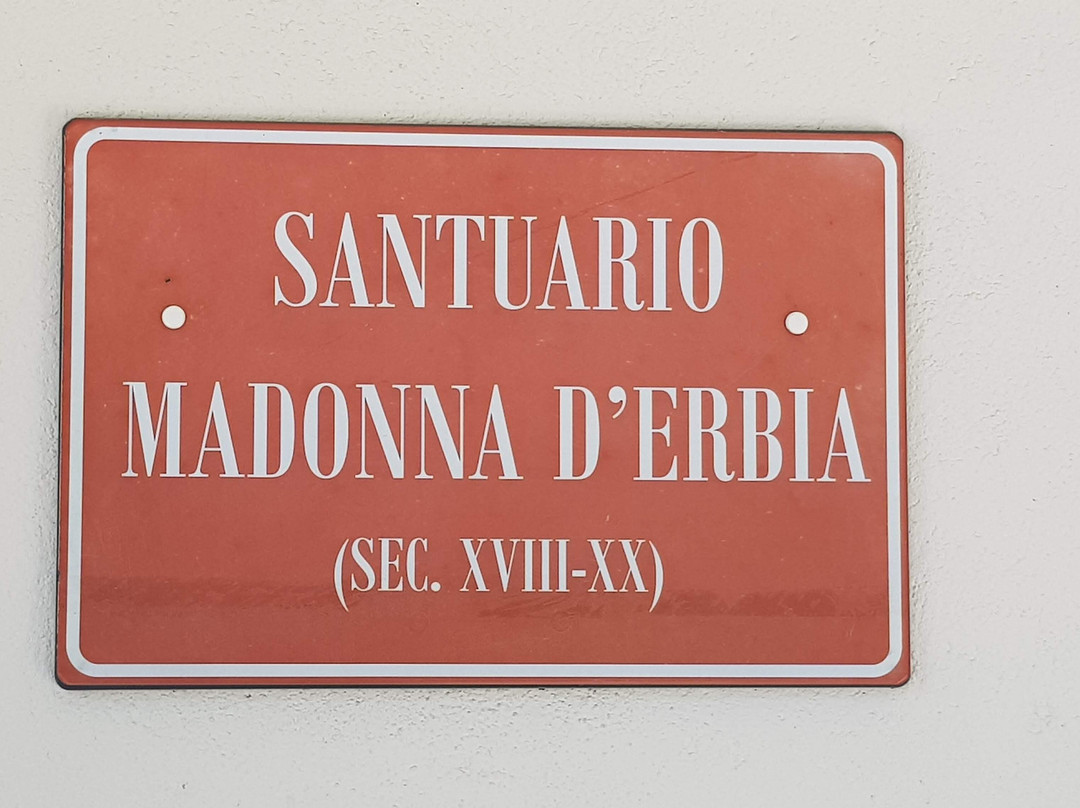 SANTUARIO
MADONNA D'ERBIA
(SEC. XVIII-XX)